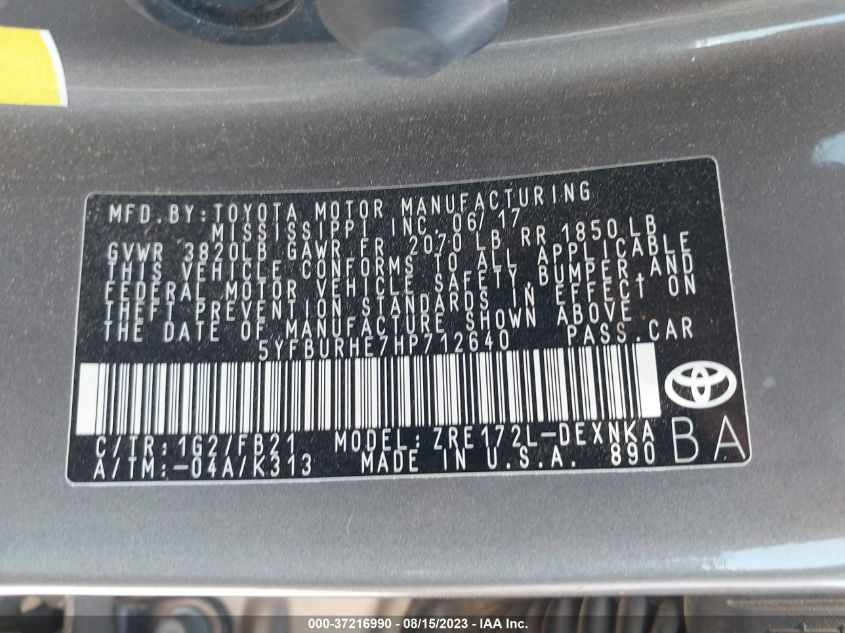 MFD. BY: TOYOTA MOTOR MANUFACTURING
MISSISSIPPI INC. 06/17
GVWR 3820LB GAWR FR 2070 LB RR 1850 LB
THIS VEHICLE CONFORMS TO ALL APPLICABLE
FEDERAL MOTOR VEHICLE SAFETY, BUMPER, AND
THEFT PREVENTION STANDARDS IN EFFECT ON
THE DATE OF MANUFACTURE SHOWN ABOVE.
5YFBURHE7HP712640 PASS. CAR
C/TR: 1G2/FB21 MODEL: ZRE172L-DEXNKA
A/TM: -04A/K313 MADE IN U.S.A. 890
BA
000-37216990 - 08/15/2023 - IAA Inc.